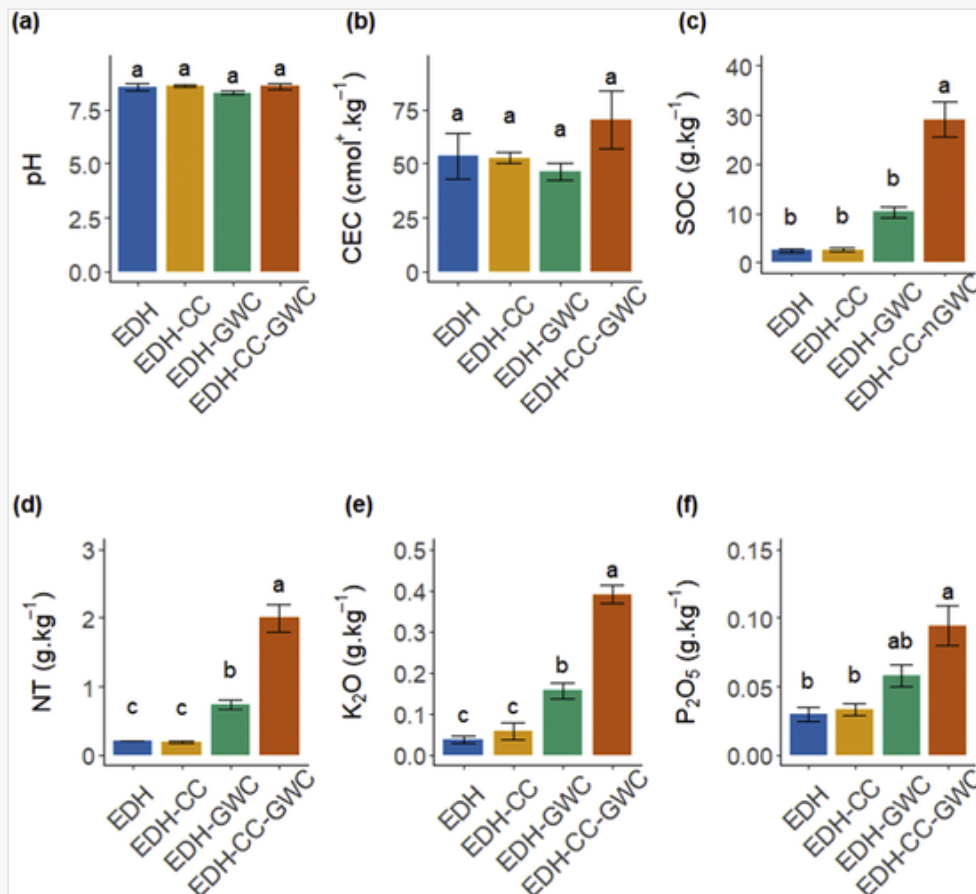 (a)
pH
7.5
5.0
2.5
0.0
a a a a
EDH
EDH-CC
EDH-GWC
EDH-CC-GWC
(b)
CEC (cmol⁺.kg⁻¹)
75
50
25
0
a a a a
EDH
EDH-CC
EDH-GWC
EDH-CC-GWC
(c)
SOC (g.kg⁻¹)
40
30
20
10
0
b b b a
EDH
EDH-CC
EDH-GWC
EDH-CC-nGWC
(d)
NT (g.kg⁻¹)
3
2
1
0
c c b a
EDH
EDH-CC
EDH-GWC
EDH-CC-GWC
(e)
K₂O (g.kg⁻¹)
0.5
0.4
0.3
0.2
0.1
0.0
c c b a
EDH
EDH-CC
EDH-GWC
EDH-CC-GWC
(f)
P₂O₅ (g.kg⁻¹)
0.15
0.10
0.05
0.00
b b ab a
EDH
EDH-CC
EDH-GWC
EDH-CC-GWC